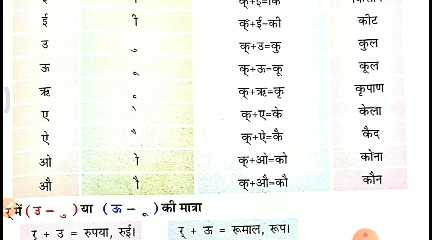 ई ी क्+ई-की कीट
उ ु क्+उ=कु कुल
ऊ ू क्+ऊ-कू कूल
ऋ ृ क्+ऋ=कृ कृपाण
ए े क्+ए=के केला
ऐ ै क्+ऐ=कै कैद
ओ ो क्+ओ=को कोना
औ ौ क्+औ=कौ कौन
र् में (उ – ु ) या (ऊ – ू ) की मात्रा
र् + उ = रुपया, रुई। र् + ऊ = रूमाल, रूप।